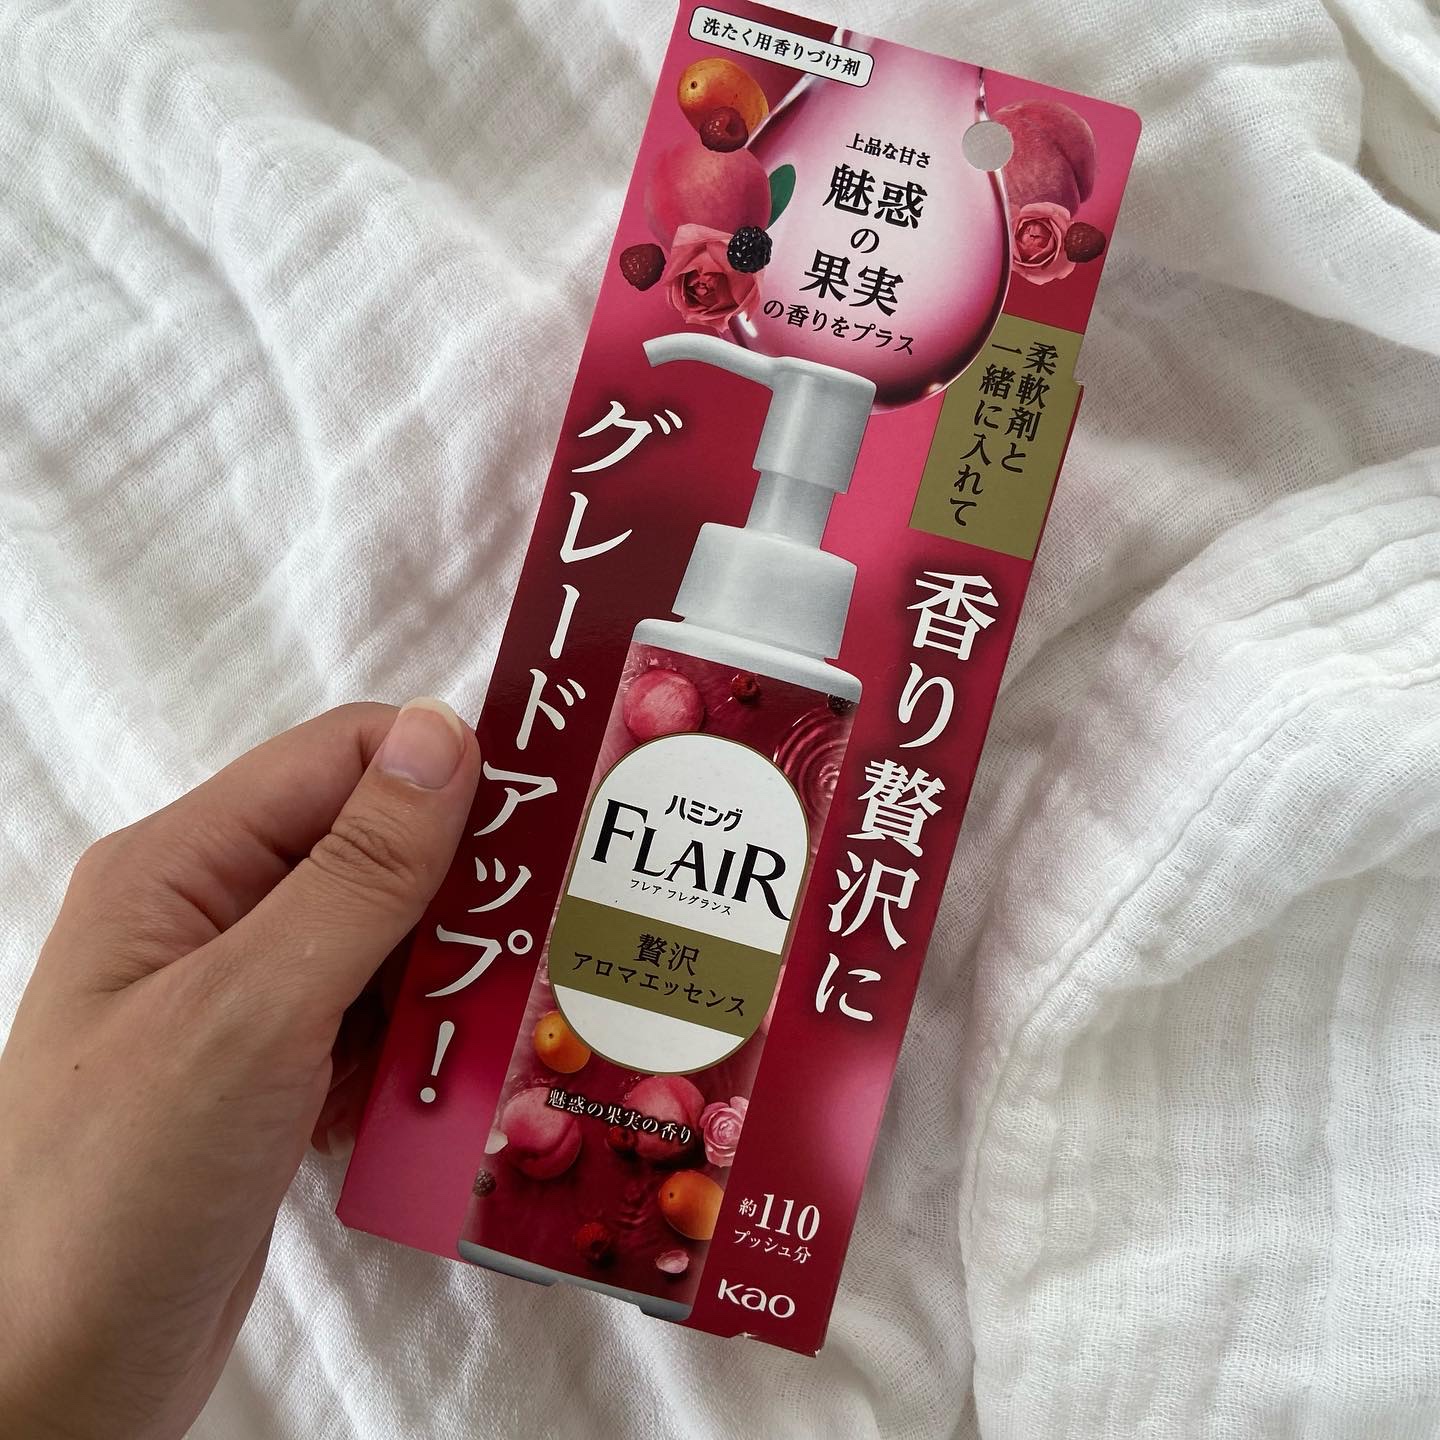 洗たく用香りづけ剤
上品な甘さ
魅惑
の
果実
の香りをプラス
柔軟剤と
一緒に入れて
香り贅沢に
グレードアップ!
ハミング
FLAIR
フレア フレグランス
贅沢
アロマエッセンス
魅惑の果実の香り
約110
プッシュ分
Kao